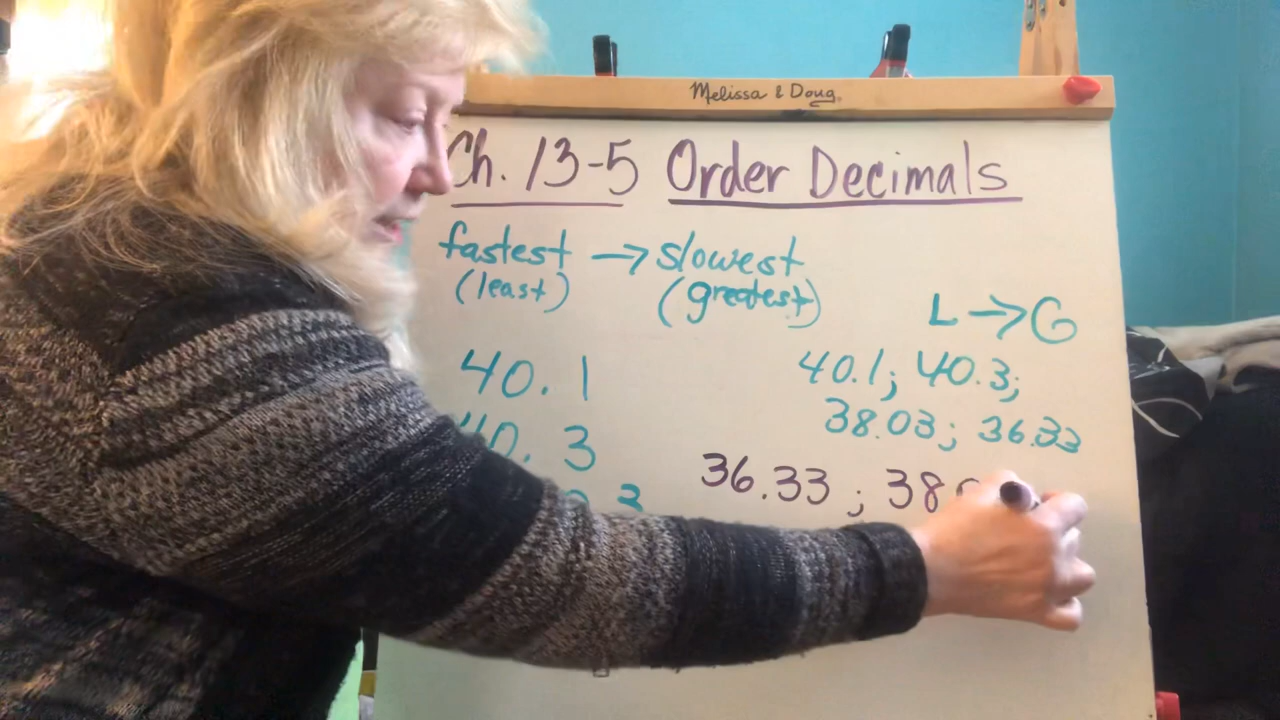 Melissa & Doug
Ch. 13-5 Order Decimals
fastest → slowest
(least) (greatest)
L → G
40.1
40.1; 40.3;
38.03; 36.33
40.3
36.33 ; 38